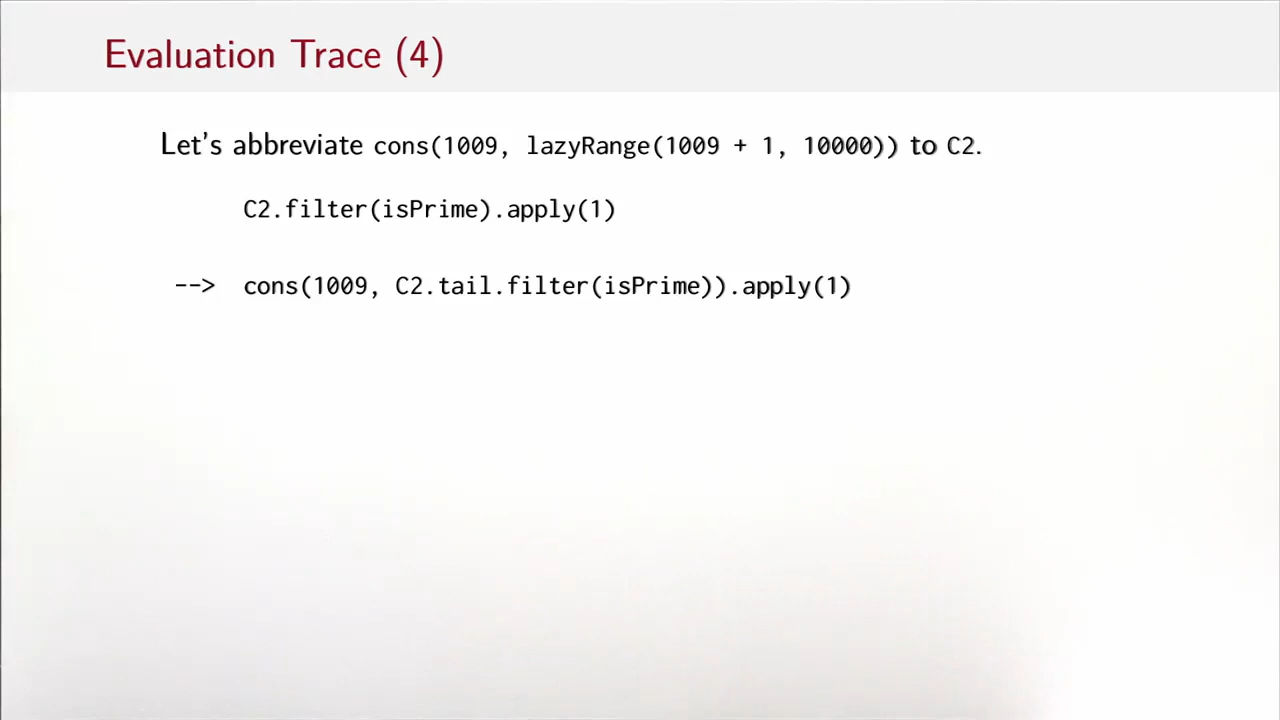 Evaluation Trace (4)
Let's abbreviate cons(1009, lazyRange(1009 + 1, 10000)) to C2.
C2.filter(isPrime).apply(1)
--> cons(1009, C2.tail.filter(isPrime)).apply(1)